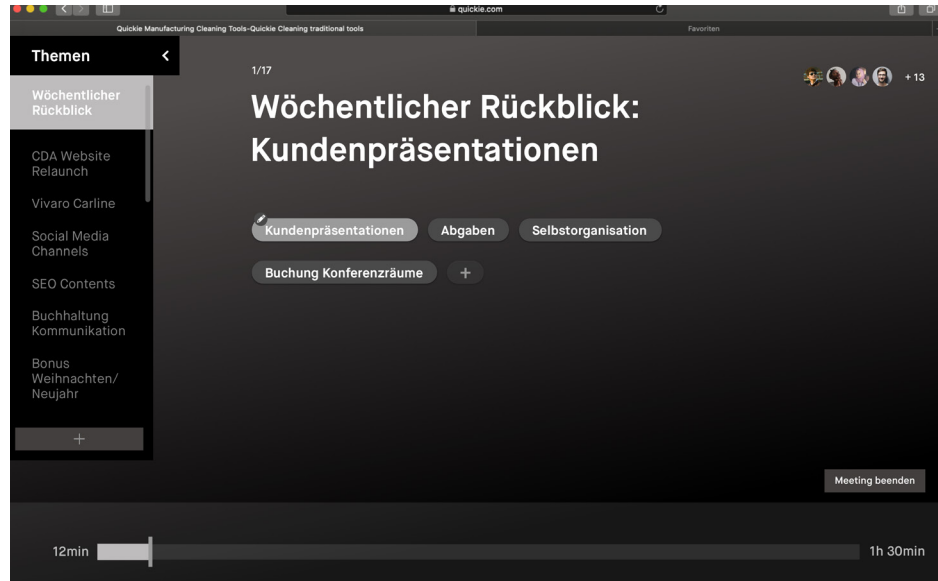 quickie.com
Quickie Manufacturing Cleaning Tools-Quickie Cleaning traditional tools
Favoriten
Themen
Wöchentlicher
Rückblick
CDA Website
Relaunch
Vivaro Carline
Social Media
Channels
SEO Contents
Buchhaltung
Kommunikation
Bonus
Weihnachten/
Neujahr
+
1/17
+ 13
Wöchentlicher Rückblick:
Kundenpräsentationen
Kundenpräsentationen
Abgaben
Selbstorganisation
Buchung Konferenzräume
+
Meeting beenden
12min
1h 30min